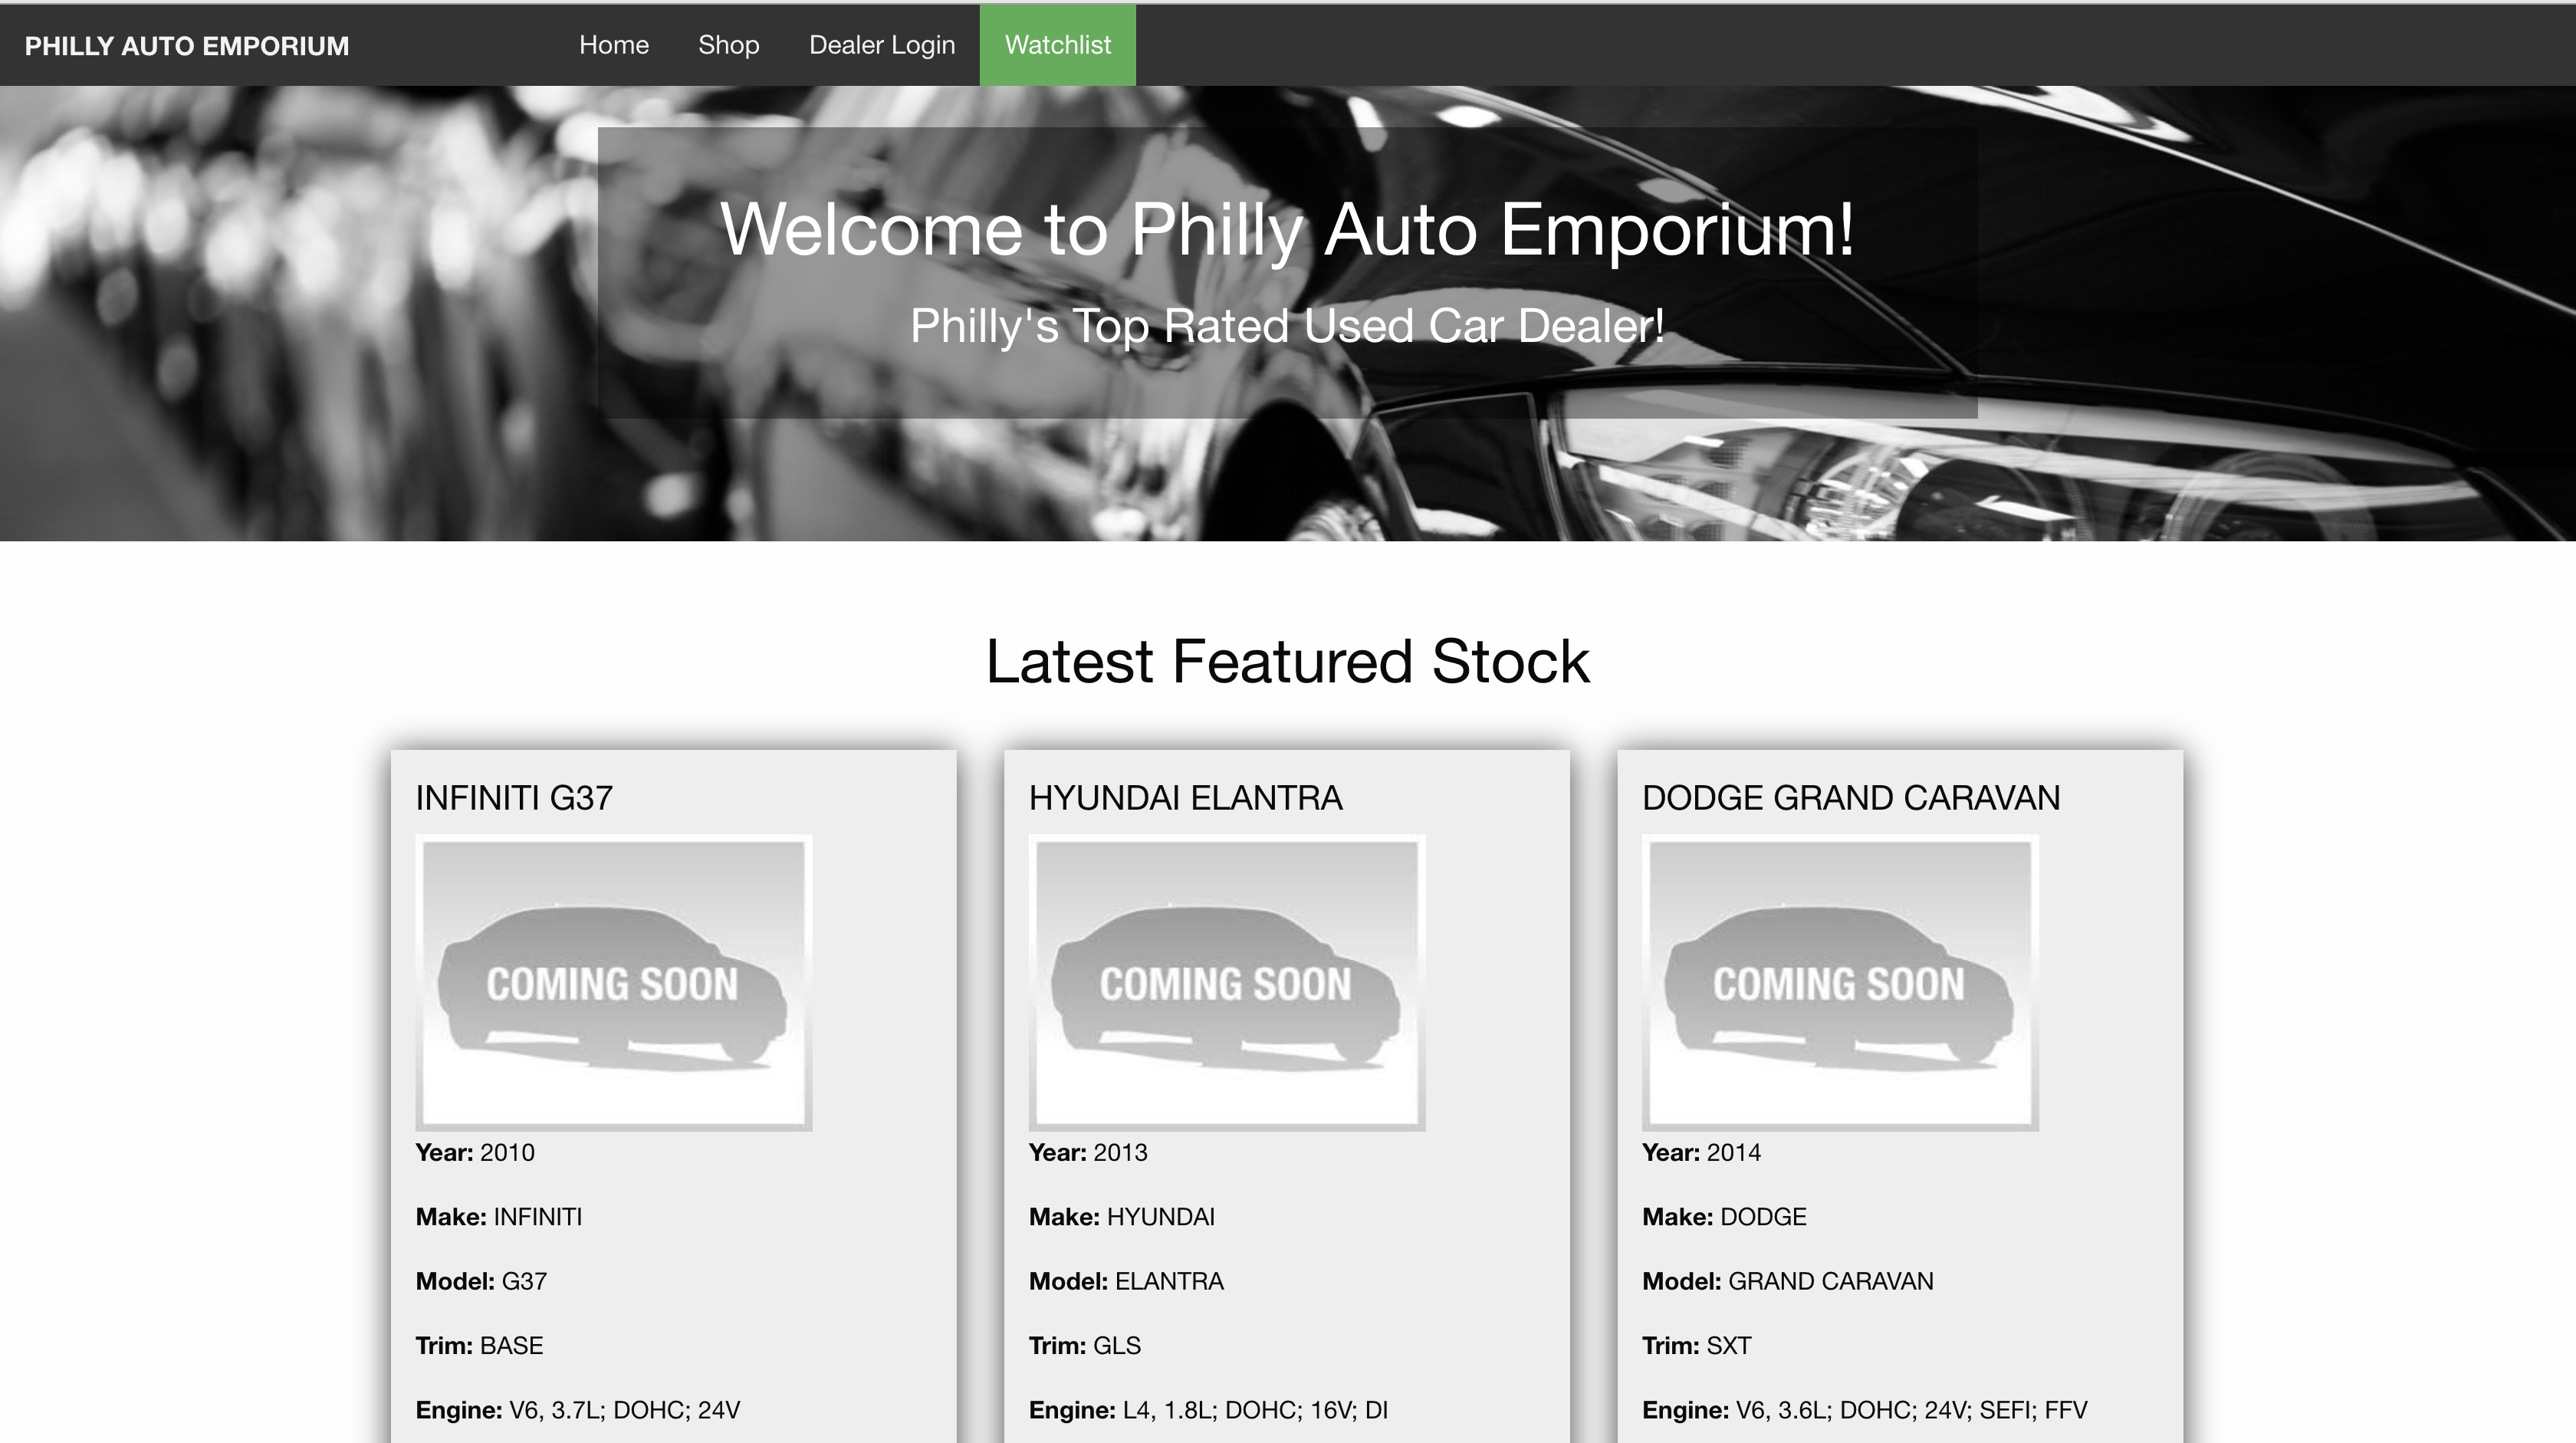 PHILLY AUTO EMPORIUM
Home
Shop
Dealer Login
Watchlist
Welcome to Philly Auto Emporium!
Philly's Top Rated Used Car Dealer!
Latest Featured Stock
INFINITI G37
COMING SOON
Year: 2010
Make: INFINITI
Model: G37
Trim: BASE
Engine: V6, 3.7L; DOHC; 24V
HYUNDAI ELANTRA
COMING SOON
Year: 2013
Make: HYUNDAI
Model: ELANTRA
Trim: GLS
Engine: L4, 1.8L; DOHC; 16V; DI
DODGE GRAND CARAVAN
COMING SOON
Year: 2014
Make: DODGE
Model: GRAND CARAVAN
Trim: SXT
Engine: V6, 3.6L; DOHC; 24V; SEFI; FFV